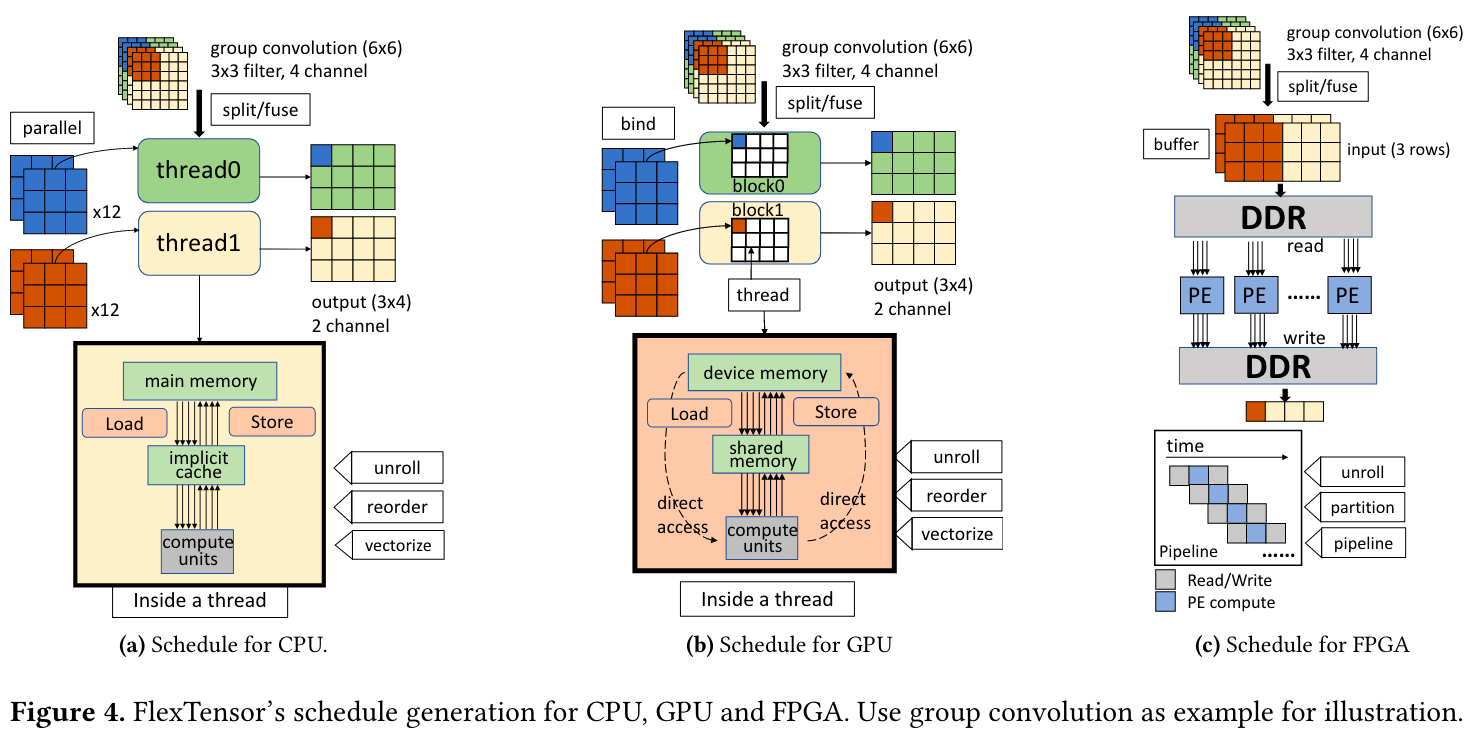 group convolution (6x6)
3x3 filter, 4 channel
split/fuse
parallel
thread0
x12
thread1
x12
output (3x4)
2 channel
main memory
Load
Store
implicit
cache
compute
units
unroll
reorder
vectorize
Inside a thread
(a) Schedule for CPU.
group convolution (6x6)
3x3 filter, 4 channel
split/fuse
bind
block0
block1
thread
output (3x4)
2 channel
device memory
Load
Store
shared
memory
direct
access
direct
access
compute
units
unroll
reorder
vectorize
Inside a thread
(b) Schedule for GPU
group convolution (6x6)
3x3 filter, 4 channel
split/fuse
buffer
input (3 rows)
DDR
read
PE
PE
......
PE
write
DDR
time
Pipeline
......
unroll
partition
pipeline
Read/Write
PE compute
(c) Schedule for FPGA
Figure 4. FlexTensor's schedule generation for CPU, GPU and FPGA. Use group convolution as example for illustration.